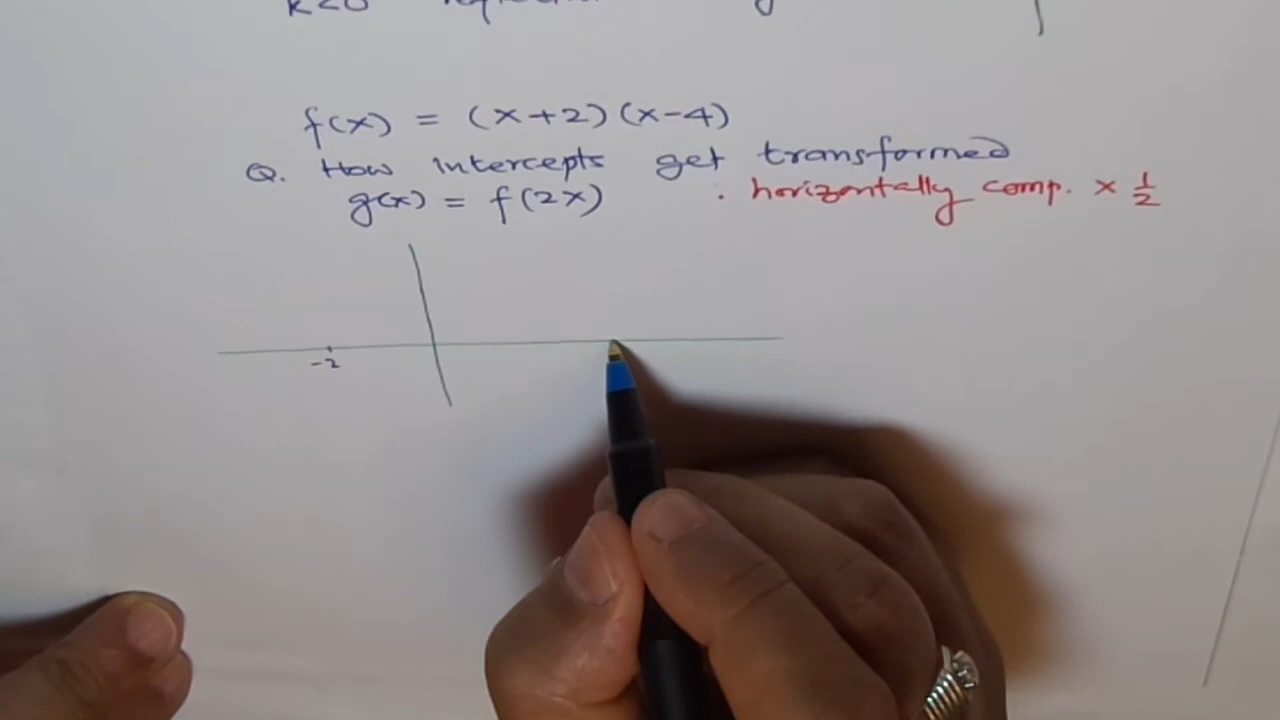 f(x) = (x+2)(x-4)
Q. How intercepts get transformed
g(x) = f(2x) : horizontally comp. × 1/2
-2